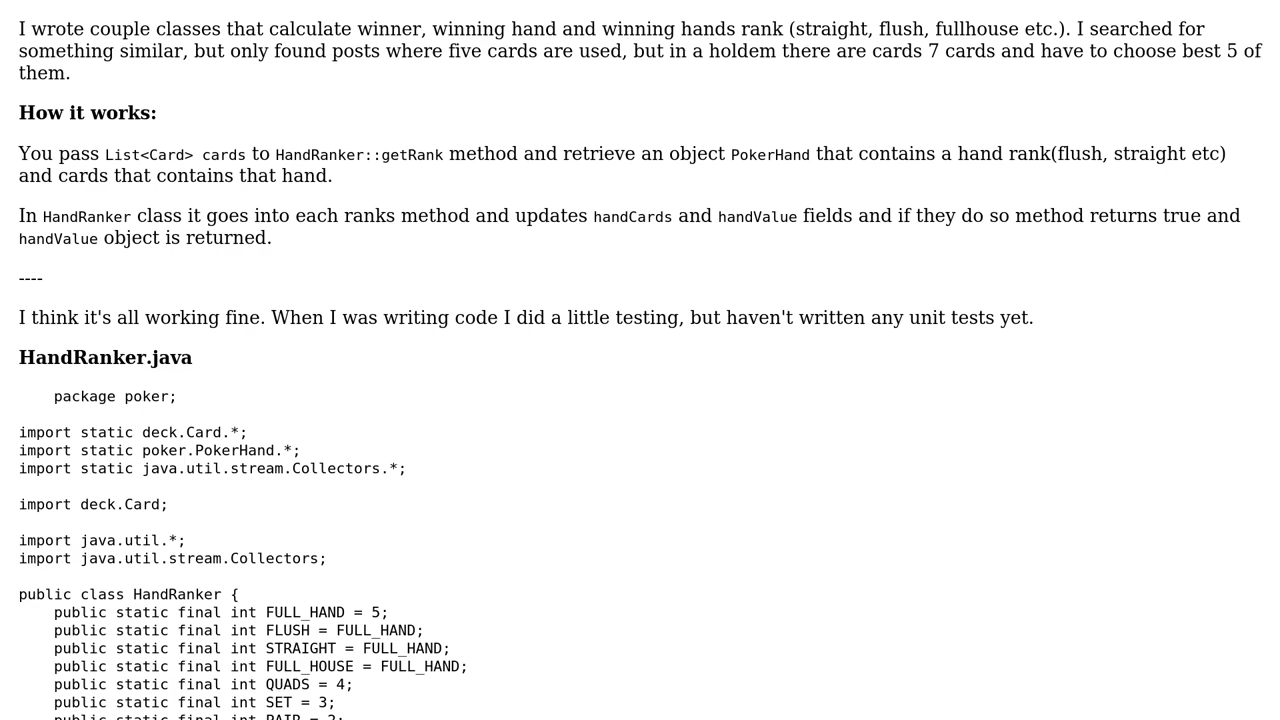 I wrote couple classes that calculate winner, winning hand and winning hands rank (straight, flush, fullhouse etc.). I searched for
something similar, but only found posts where five cards are used, but in a holdem there are cards 7 cards and have to choose best 5 of
them.
How it works:
You pass List<Card> cards to HandRanker::getRank method and retrieve an object PokerHand that contains a hand rank(flush, straight etc)
and cards that contains that hand.
In HandRanker class it goes into each ranks method and updates handCards and handValue fields and if they do so method returns true and
handValue object is returned.
----
I think it's all working fine. When I was writing code I did a little testing, but haven't written any unit tests yet.
HandRanker.java
package poker;
import static deck.Card.*;
import static poker.PokerHand.*;
import static java.util.stream.Collectors.*;
import deck.Card;
import java.util.*;
import java.util.stream.Collectors;
public class HandRanker {
public static final int FULL_HAND = 5;
public static final int FLUSH = FULL_HAND;
public static final int STRAIGHT = FULL_HAND;
public static final int FULL_HOUSE = FULL_HAND;
public static final int QUADS = 4;
public static final int SET = 3;
public static final int PAIR = 2;